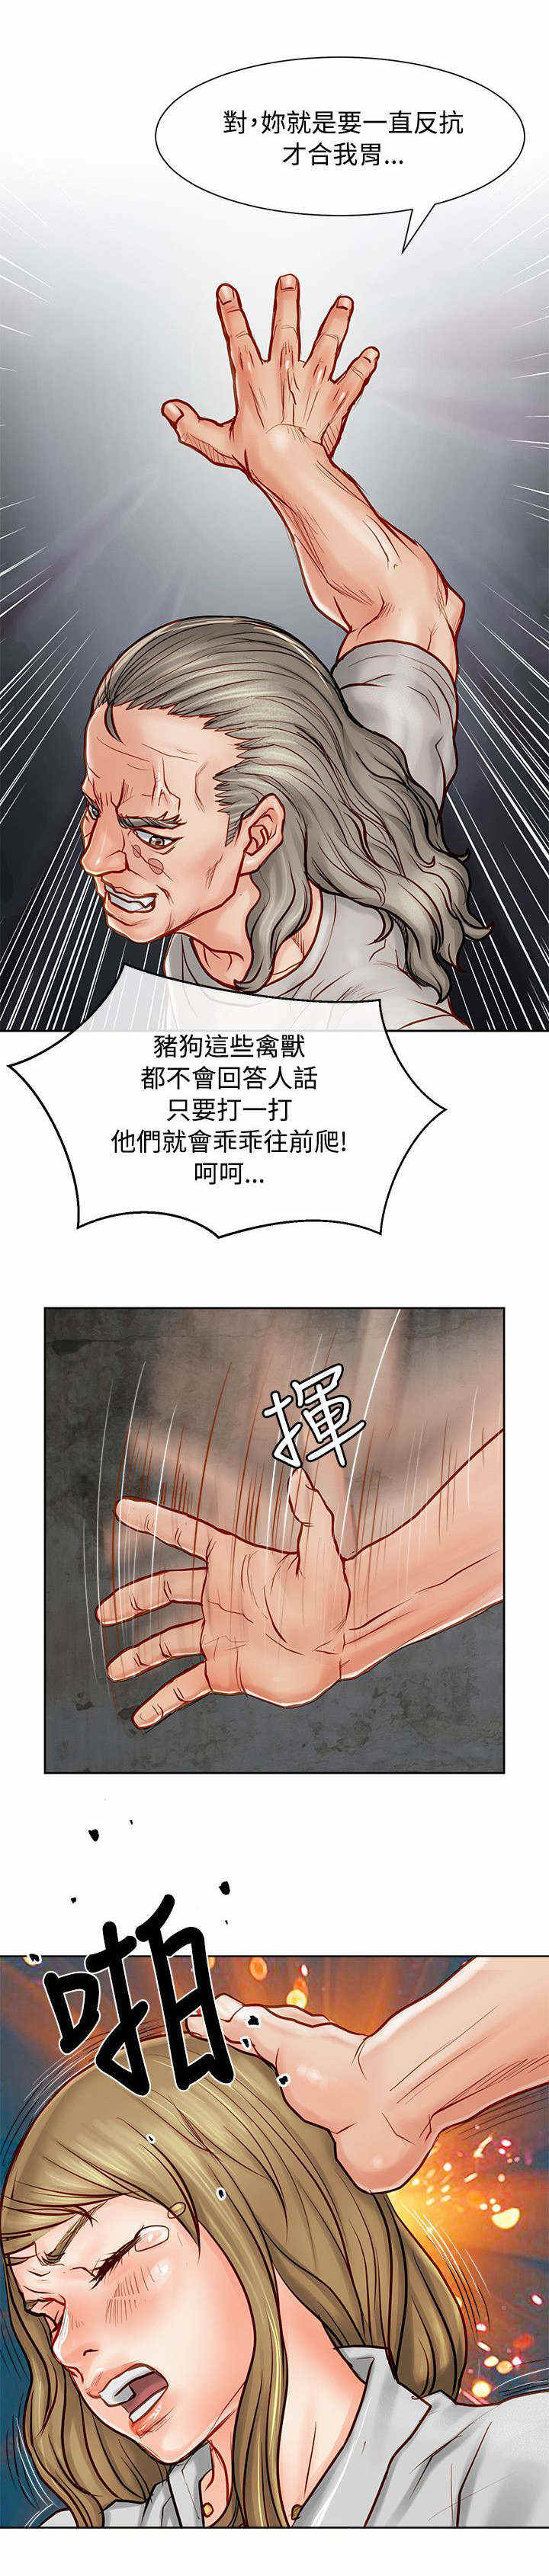 對，妳就是要一直反抗
才合我胃...
豬狗這些禽獸
都不會回答人話
只要打一打
他們就會乖乖往前爬!
呵呵...
揮
啪